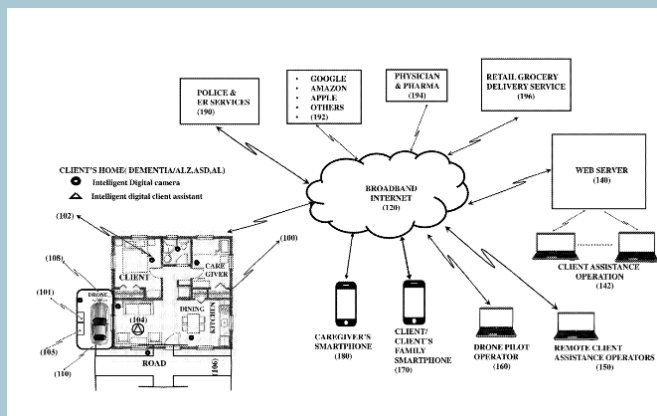 POLICE &
ER SERVICES
(190)
• GOOGLE
• AMAZON
• APPLE
• OTHERS
• (192)
PHYSICIAN
& PHARMA
(194)
RETAIL GROCERY
DELIVERY SERVICE
(196)
CLIENT'S HOME( DEMENTIA/ALZ,ASD,AL)
Intelligent Digital camera
Intelligent digital client assistant
BROADBAND
INTERNET
(120)
WEB SERVER
(140)
CLIENT ASSISTANCE
OPERATION
(142)
(102)
(100)
(108)
(101)
(103)
(110)
CLIENT
CARE
GIVER
DRONE
(104)
DINING
KITCHEN
ROAD
(106)
CAREGIVER'S
SMARTPHONE
(180)
CLIENT/
CLIENT'S
FAMILY
SMARTPHONE
(170)
DRONE PILOT
OPERATOR
(160)
REMOTE CLIENT
ASSISTANCE OPERATORS
(150)